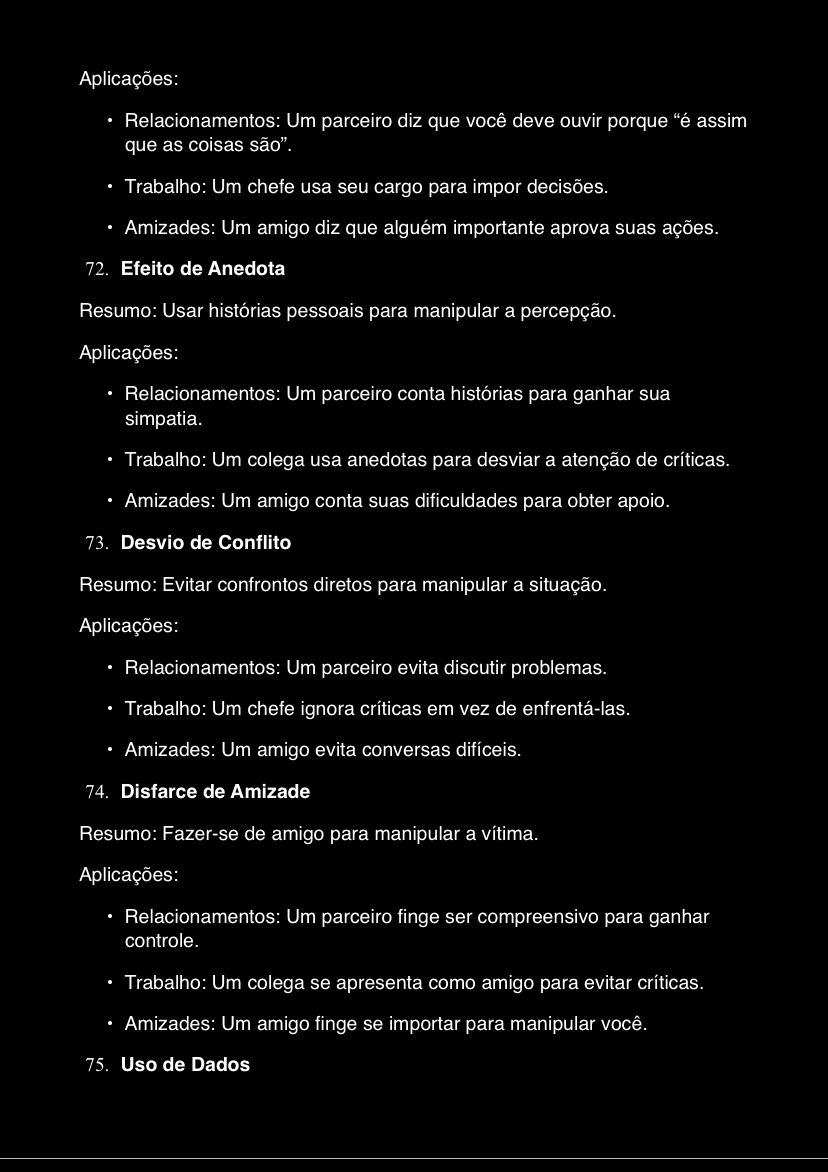 Aplicações:
• Relacionamentos: Um parceiro diz que você deve ouvir porque “é assim
que as coisas são”.
• Trabalho: Um chefe usa seu cargo para impor decisões.
• Amizades: Um amigo diz que alguém importante aprova suas ações.
72. Efeito de Anedota
Resumo: Usar histórias pessoais para manipular a percepção.
Aplicações:
• Relacionamentos: Um parceiro conta histórias para ganhar sua
simpatia.
• Trabalho: Um colega usa anedotas para desviar a atenção de críticas.
• Amizades: Um amigo conta suas dificuldades para obter apoio.
73. Desvio de Conflito
Resumo: Evitar confrontos diretos para manipular a situação.
Aplicações:
• Relacionamentos: Um parceiro evita discutir problemas.
• Trabalho: Um chefe ignora críticas em vez de enfrentá-las.
• Amizades: Um amigo evita conversas difíceis.
74. Disfarce de Amizade
Resumo: Fazer-se de amigo para manipular a vítima.
Aplicações:
• Relacionamentos: Um parceiro finge ser compreensivo para ganhar
controle.
• Trabalho: Um colega se apresenta como amigo para evitar críticas.
• Amizades: Um amigo finge se importar para manipular você.
75. Uso de Dados